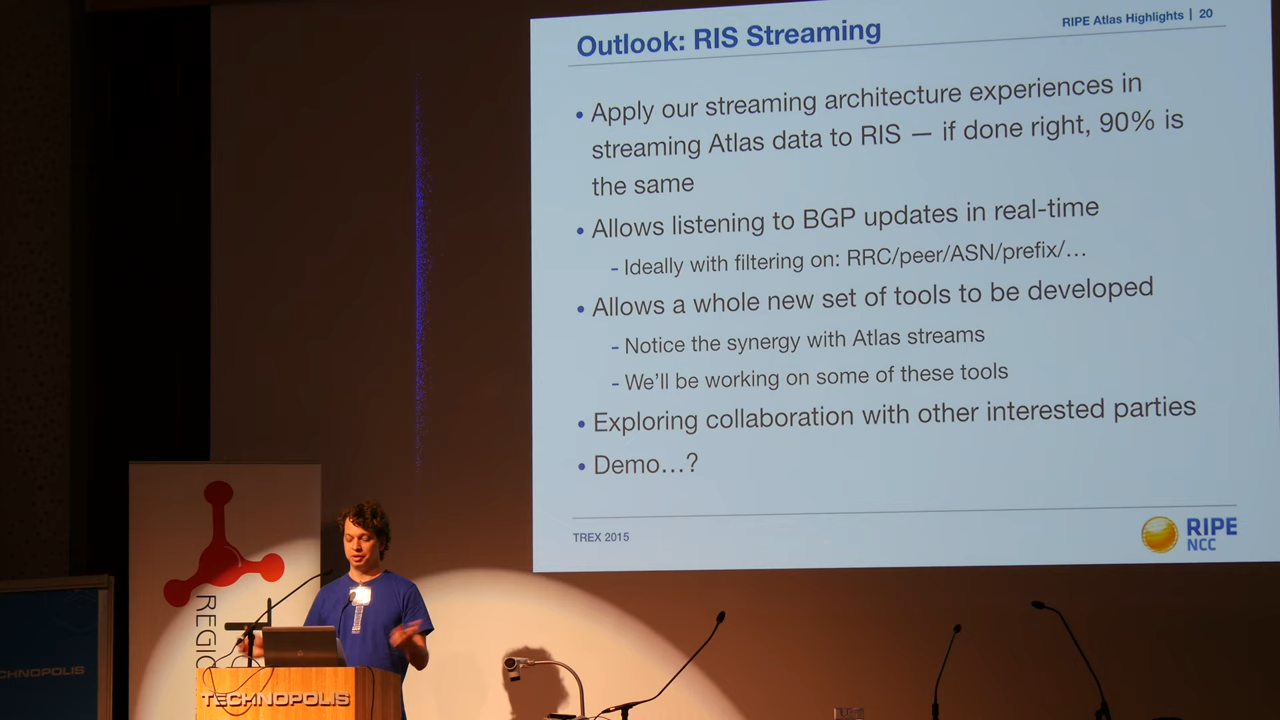 Outlook: RIS Streaming
RIPE Atlas Highlights | 20
• Apply our streaming architecture experiences in
streaming Atlas data to RIS — if done right, 90% is
the same
• Allows listening to BGP updates in real-time
- Ideally with filtering on: RRC/peer/ASN/prefix/…
• Allows a whole new set of tools to be developed
- Notice the synergy with Atlas streams
- We'll be working on some of these tools
• Exploring collaboration with other interested parties
• Demo…?
TREX 2015
RIPE
NCC
REGIO
CHNOPOLIS
TECHNOPOLIS